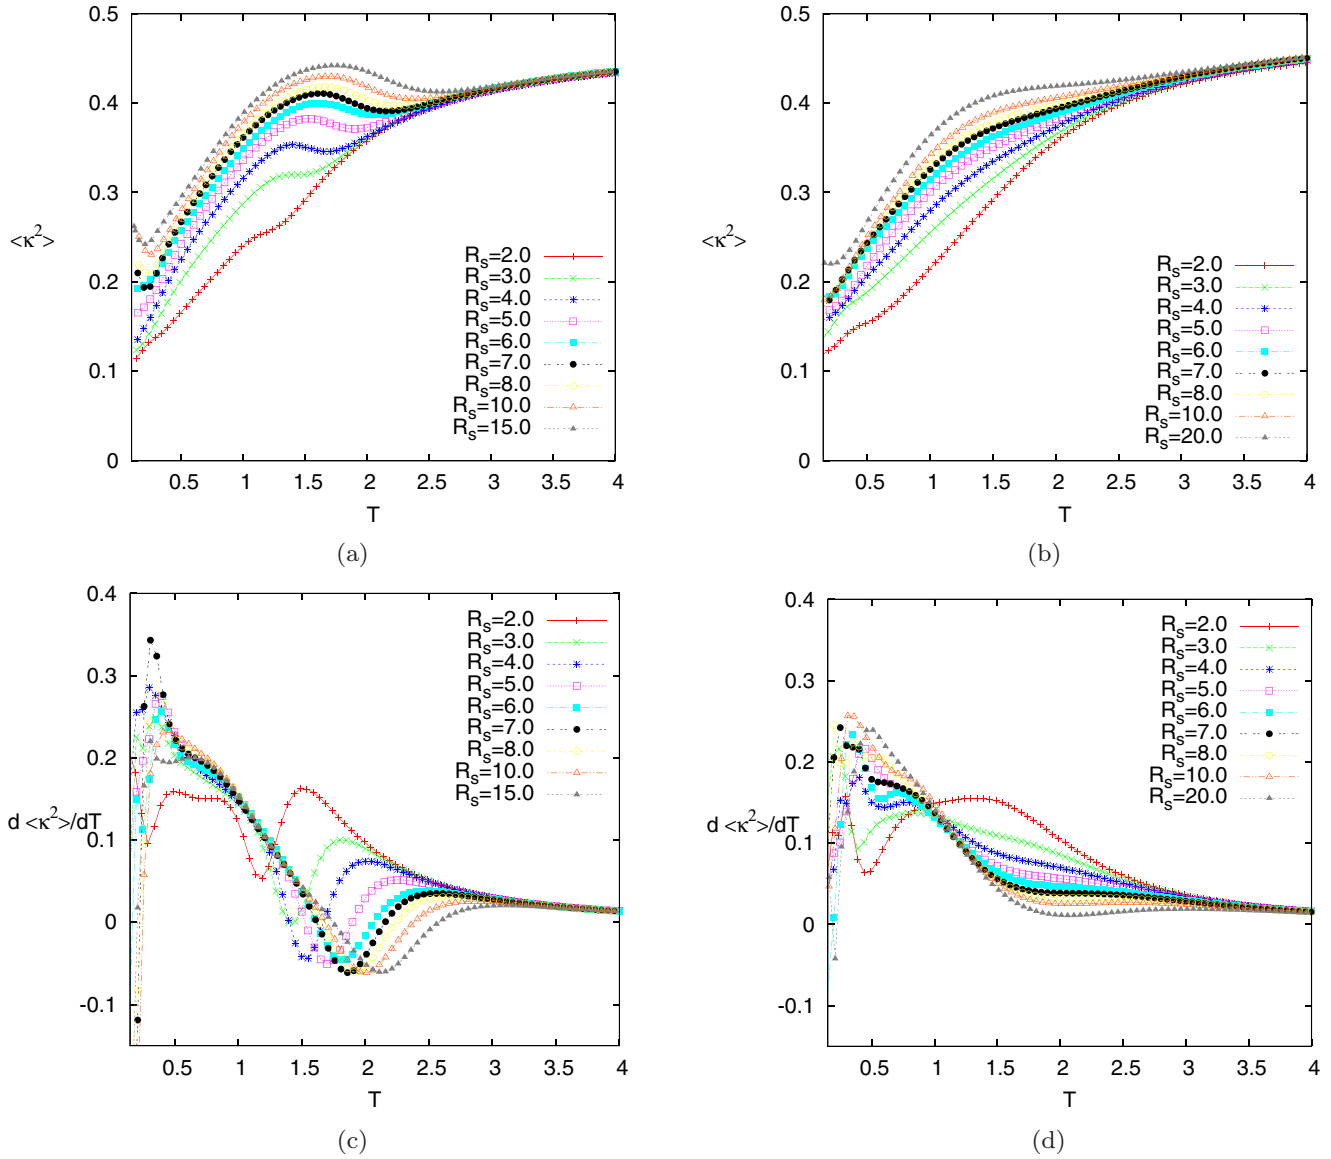 0.5
0.4
0.3
0.2
0.1
0
<κ²>
0.5 1 1.5 2 2.5 3 3.5 4
T
R_s=2.0
R_s=3.0
R_s=4.0
R_s=5.0
R_s=6.0
R_s=7.0
R_s=8.0
R_s=10.0
R_s=15.0
(a)
0.5
0.4
0.3
0.2
0.1
0
<κ²>
0.5 1 1.5 2 2.5 3 3.5 4
T
R_s=2.0
R_s=3.0
R_s=4.0
R_s=5.0
R_s=6.0
R_s=7.0
R_s=8.0
R_s=10.0
R_s=20.0
(b)
0.4
0.3
0.2
0.1
0
-0.1
d <κ²>/dT
0.5 1 1.5 2 2.5 3 3.5 4
T
R_s=2.0
R_s=3.0
R_s=4.0
R_s=5.0
R_s=6.0
R_s=7.0
R_s=8.0
R_s=10.0
R_s=15.0
(c)
0.4
0.3
0.2
0.1
0
-0.1
d <κ²>/dT
0.5 1 1.5 2 2.5 3 3.5 4
T
R_s=2.0
R_s=3.0
R_s=4.0
R_s=5.0
R_s=6.0
R_s=7.0
R_s=8.0
R_s=10.0
R_s=20.0
(d)